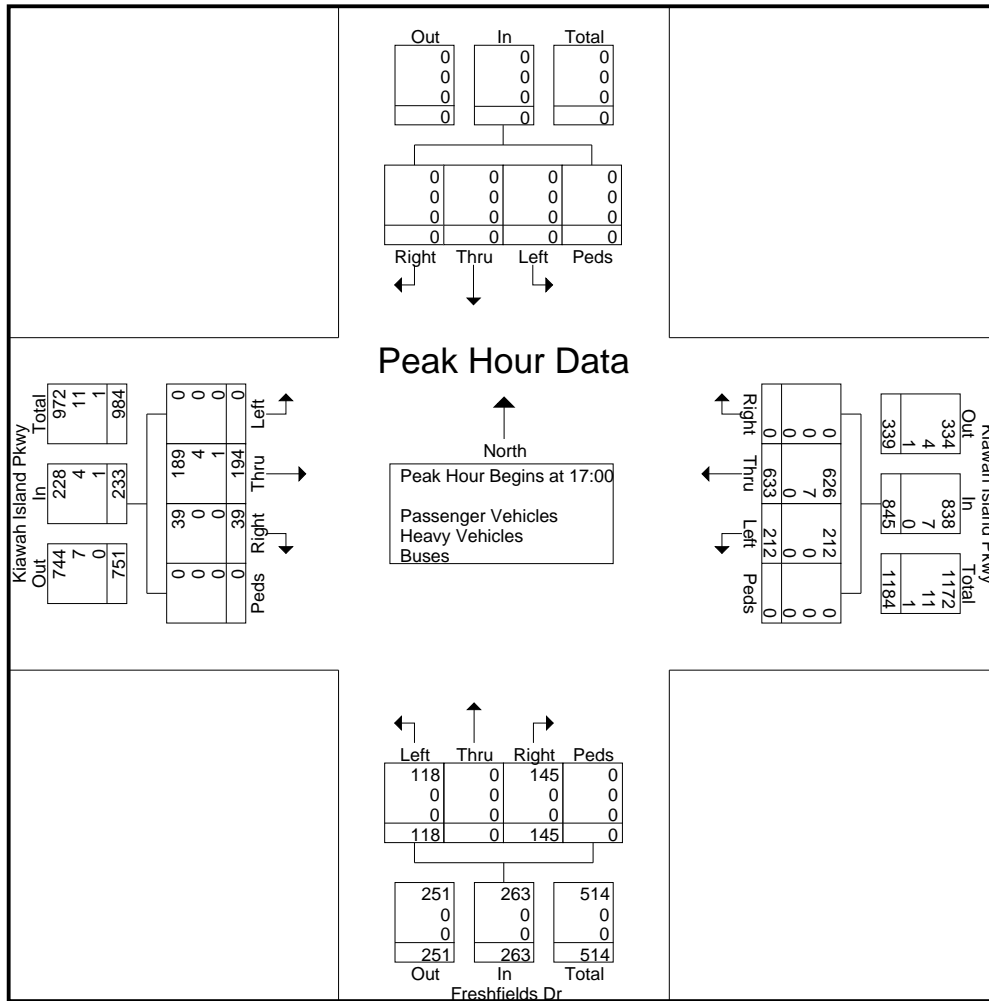 Out In Total
0 0 0
0 0 0
0 0 0
0 0 0
0 0 0 0
0 0 0 0
0 0 0 0
0 0 0 0
Right Thru Left Peds
Peak Hour Data
North
Peak Hour Begins at 17:00
Passenger Vehicles
Heavy Vehicles
Buses
Kiawah Island Pkwy
Out In Total
744 228 972
7 4 11
0 1 1
751 233 984
0 39 189 0
0 0 4 0
0 0 1 0
0 39 194 0
Peds Right Thru Left
Kiawah Island Pkwy
Out In Total
334 838 1172
4 7 11
1 0 1
339 845 1184
0 626 212 0
0 7 0 0
0 0 0 0
0 633 212 0
Right Thru Left Peds
Left Thru Right Peds
118 0 145 0
0 0 0 0
0 0 0 0
118 0 145 0
251 263 514
0 0 0
0 0 0
251 263 514
Out In Total
Freshfields Dr